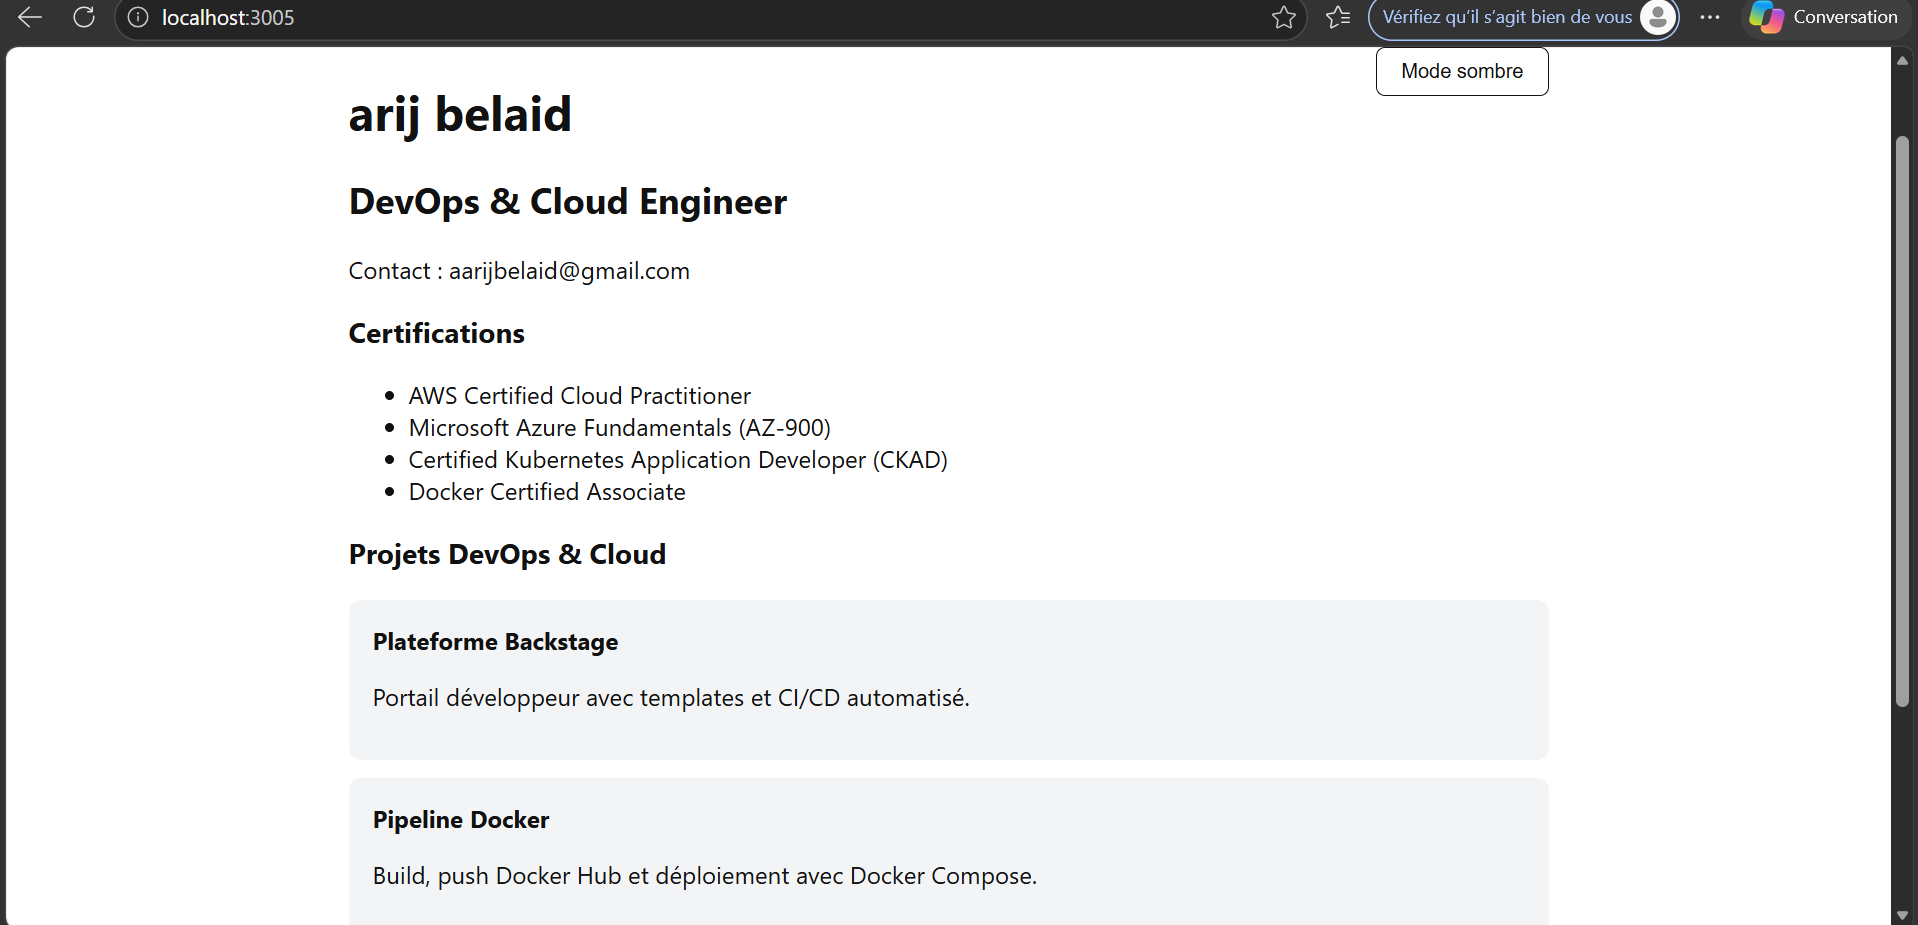 localhost:3005
Vérifiez qu'il s'agit bien de vous
Conversation
Mode sombre
arij belaid
DevOps & Cloud Engineer
Contact : aarijbelaid@gmail.com
Certifications
AWS Certified Cloud Practitioner
Microsoft Azure Fundamentals (AZ-900)
Certified Kubernetes Application Developer (CKAD)
Docker Certified Associate
Projets DevOps & Cloud
Plateforme Backstage
Portail développeur avec templates et CI/CD automatisé.
Pipeline Docker
Build, push Docker Hub et déploiement avec Docker Compose.